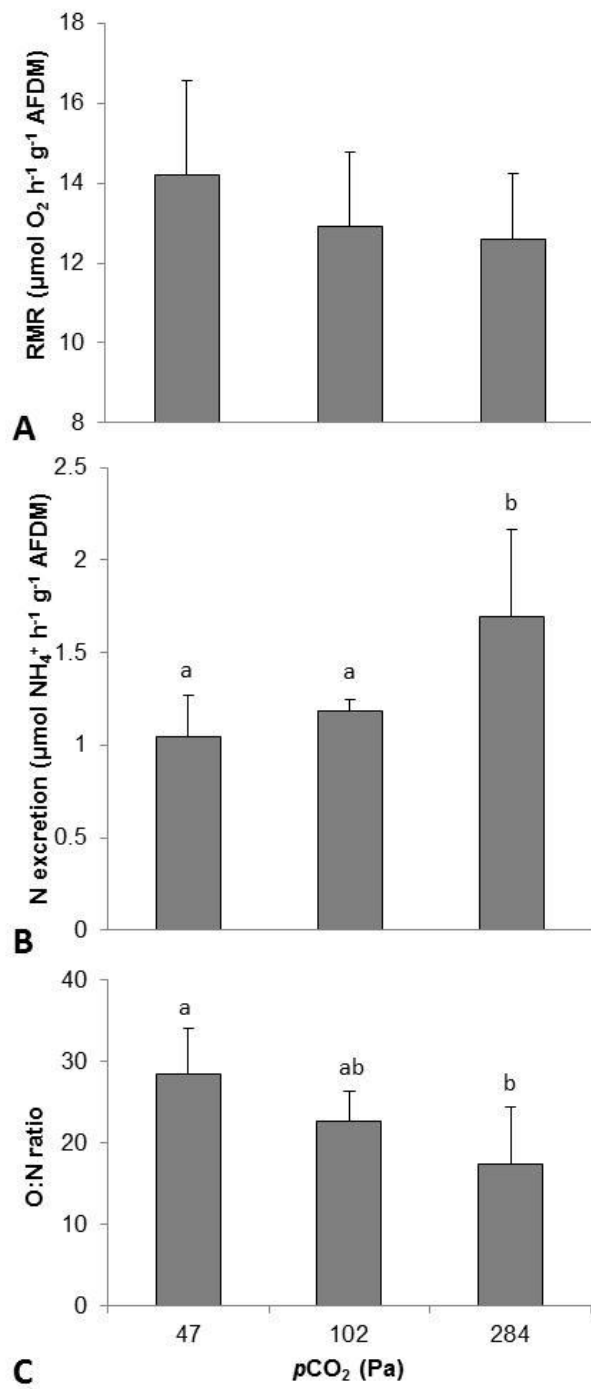 18
16
14
12
10
8
RMR (µmol O₂ h⁻¹ g⁻¹ AFDM)
A
2.5
2
1.5
1
0.5
0
N excretion (µmol NH₄⁺ h⁻¹ g⁻¹ AFDM)
a
a
b
B
40
30
20
10
0
O:N ratio
a
ab
b
47 102 284
pCO₂ (Pa)
C